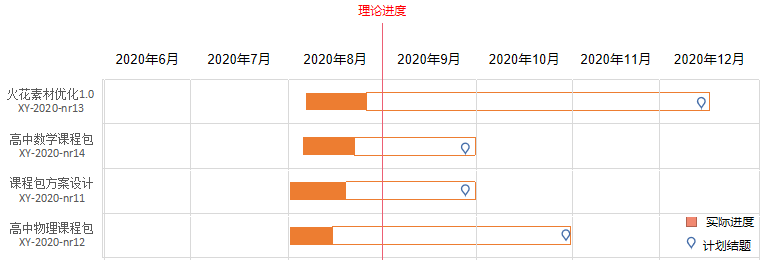 理论进度
2020年6月 2020年7月 2020年8月 2020年9月 2020年10月 2020年11月 2020年12月
火花素材优化1.0
XY-2020-nr13
高中数学课程包
XY-2020-nr14
课程包方案设计
XY-2020-nr11
高中物理课程包
XY-2020-nr12
实际进度
计划结题